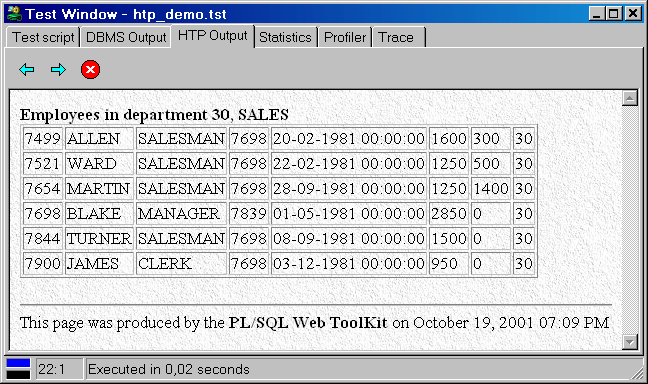 Test Window - htp_demo.tst
Test script DBMS Output HTP Output Statistics Profiler Trace
Employees in department 30, SALES
7499 ALLEN SALESMAN 7698 20-02-1981 00:00:00 1600 300 30
7521 WARD SALESMAN 7698 22-02-1981 00:00:00 1250 500 30
7654 MARTIN SALESMAN 7698 28-09-1981 00:00:00 1250 1400 30
7698 BLAKE MANAGER 7839 01-05-1981 00:00:00 2850 0 30
7844 TURNER SALESMAN 7698 08-09-1981 00:00:00 1500 0 30
7900 JAMES CLERK 7698 03-12-1981 00:00:00 950 0 30
This page was produced by the PL/SQL Web ToolKit on October 19, 2001 07:09 PM
22:1 Executed in 0,02 seconds